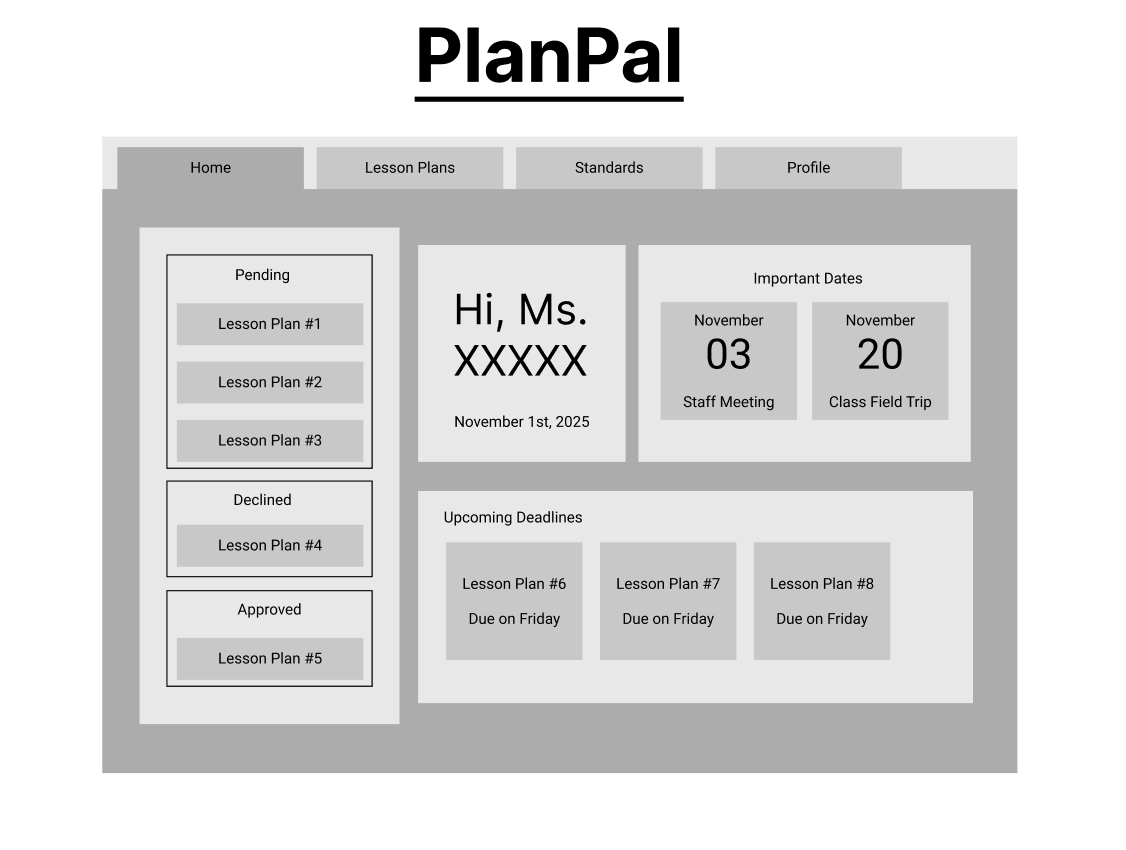 PlanPal
Home
Lesson Plans
Standards
Profile
Pending
Lesson Plan #1
Lesson Plan #2
Lesson Plan #3
Declined
Lesson Plan #4
Approved
Lesson Plan #5
Hi, Ms.
XXXXX
November 1st, 2025
Important Dates
November
03
Staff Meeting
November
20
Class Field Trip
Upcoming Deadlines
Lesson Plan #6
Due on Friday
Lesson Plan #7
Due on Friday
Lesson Plan #8
Due on Friday